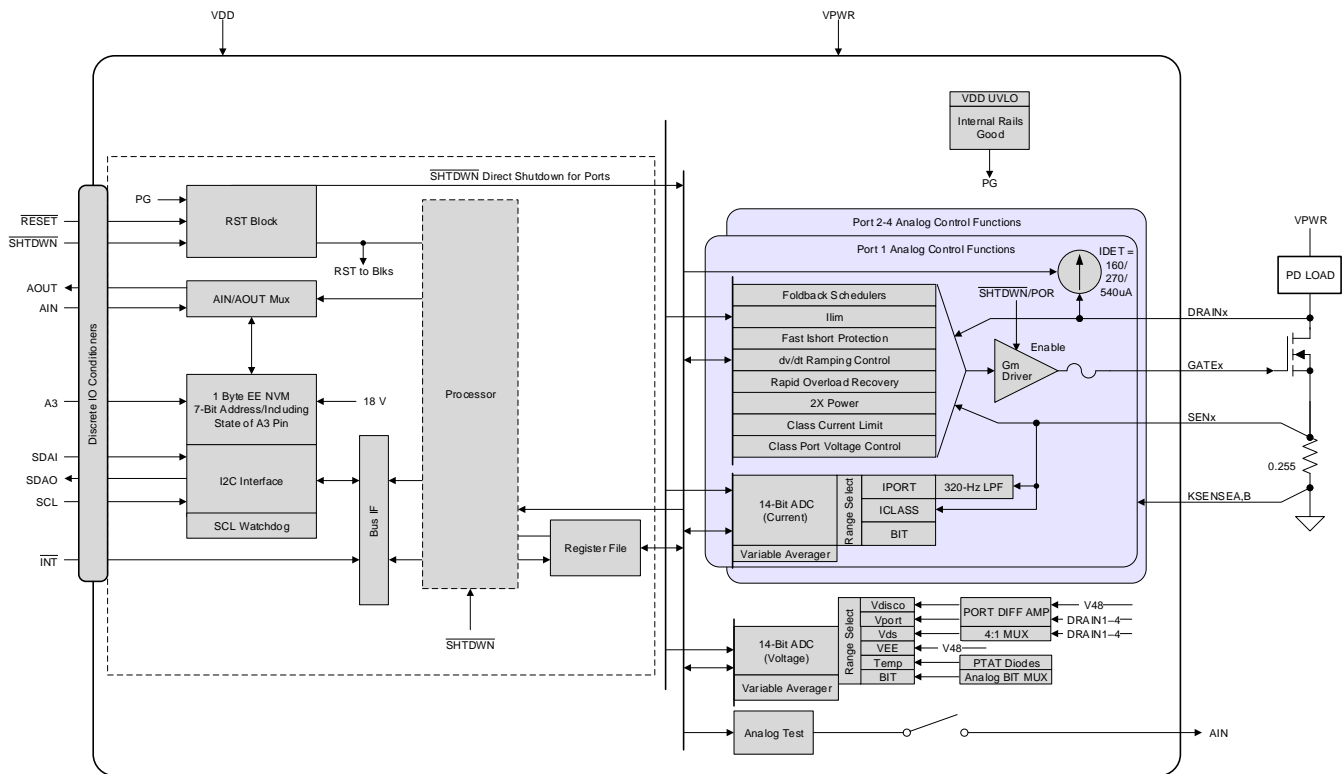 VDD
VPWR
VDD UVLO
Internal Rails
Good
PG
SHTDWN Direct Shutdown for Ports
PG
RST Block
RESET
SHTDWN
RST to Blks
AOUT
AIN
AIN/AOUT Mux
Discrete IO Conditioners
A3
1 Byte EE NVM
7-Bit Address/Including
State of A3 Pin
18 V
SDAI
SDAO
SCL
I2C Interface
SCL Watchdog
INT
Bus IF
Processor
SHTDWN
Register File
Port 2-4 Analog Control Functions
Port 1 Analog Control Functions
IDET =
160/
270/
540uA
Foldback Schedulers
Ilim
Fast Ishort Protection
dv/dt Ramping Control
Rapid Overload Recovery
2X Power
Class Current Limit
Class Port Voltage Control
SHTDWN/POR
Enable
Gm
Driver
VPWR
PD LOAD
DRAINx
GATEx
SENx
0.255
KSENSEA,B
14-Bit ADC
(Current)
Variable Averager
Range Select
IPORT
320-Hz LPF
ICLASS
BIT
14-Bit ADC
(Voltage)
Variable Averager
Range Select
Vdisco
Vport
Vds
VEE
Temp
BIT
PORT DIFF AMP
4:1 MUX
V48
DRAIN1–4
DRAIN1–4
V48
PTAT Diodes
Analog BIT MUX
Analog Test
AIN